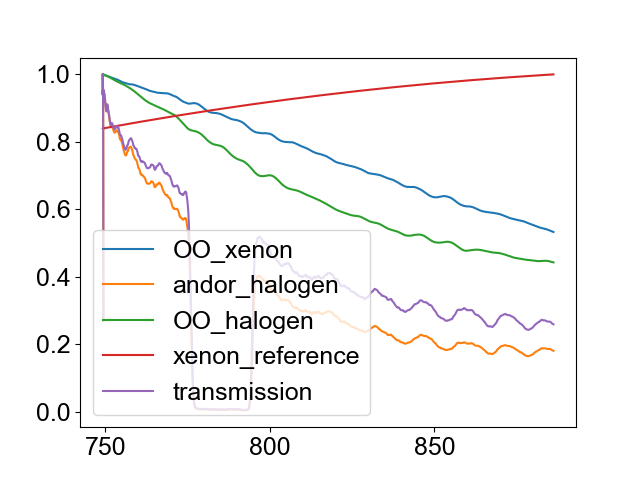 1.0
0.8
0.6
0.4
0.2
0.0
OO_xenon
andor_halogen
OO_halogen
xenon_reference
transmission
750
800
850